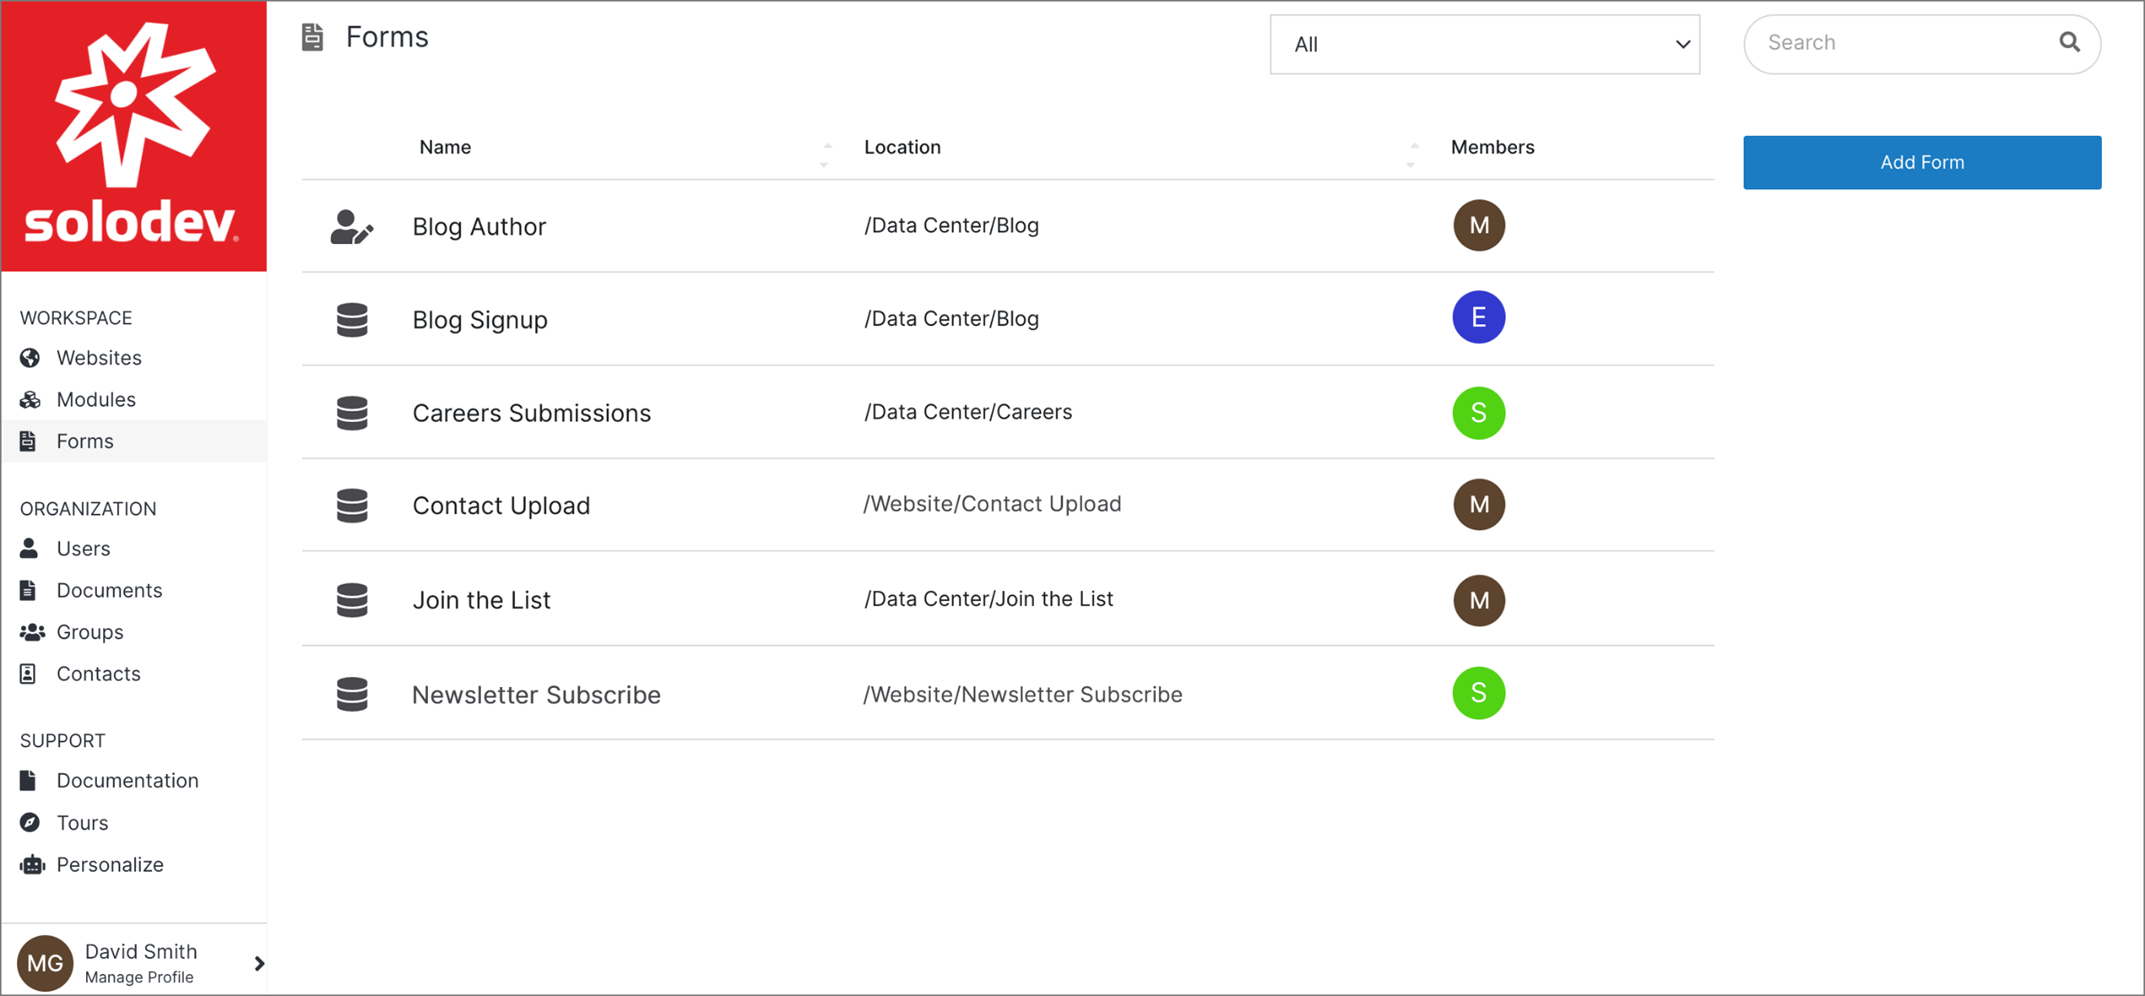 solodev
WORKSPACE
Websites
Modules
Forms
ORGANIZATION
Users
Documents
Groups
Contacts
SUPPORT
Documentation
Tours
Personalize
MG
David Smith
Manage Profile
Forms
All
Search
Name Location Members
Add Form
Blog Author /Data Center/Blog M
Blog Signup /Data Center/Blog E
Careers Submissions /Data Center/Careers S
Contact Upload /Website/Contact Upload M
Join the List /Data Center/Join the List M
Newsletter Subscribe /Website/Newsletter Subscribe S